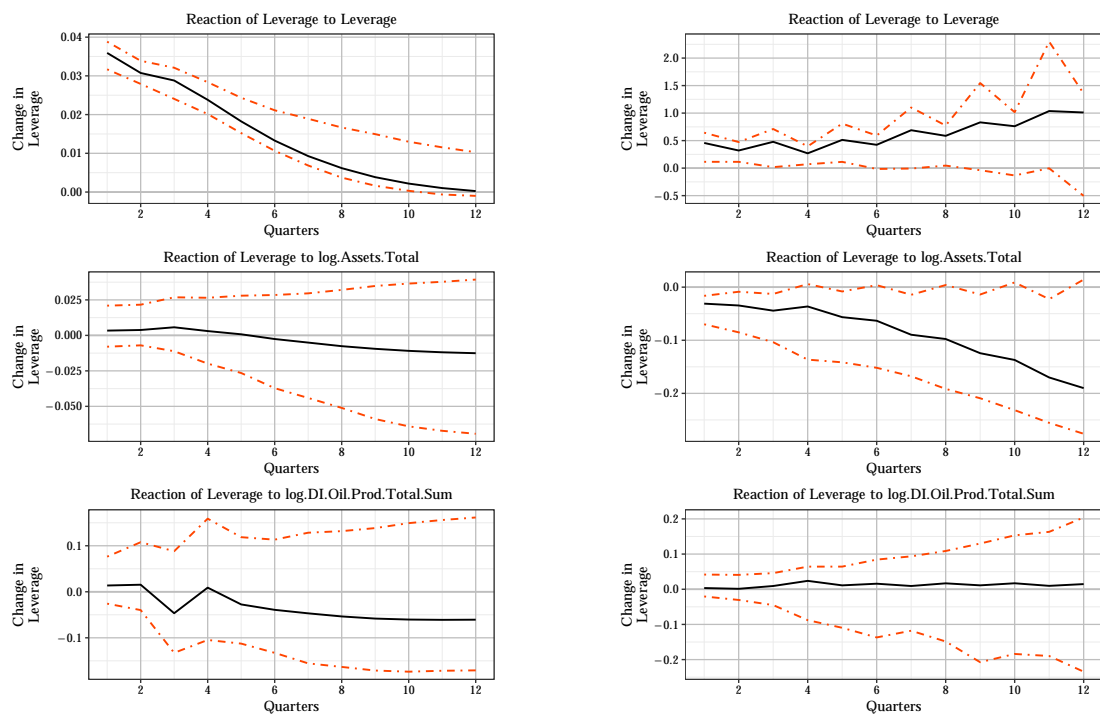 Reaction of Leverage to Leverage
Change in
Leverage
0.04
0.03
0.02
0.01
0.00
2 4 6 8 10 12
Quarters
Reaction of Leverage to Leverage
Change in
Leverage
2.0
1.5
1.0
0.5
0.0
−0.5
2 4 6 8 10 12
Quarters
Reaction of Leverage to log.Assets.Total
Change in
Leverage
0.025
0.000
−0.025
−0.050
2 4 6 8 10 12
Quarters
Reaction of Leverage to log.Assets.Total
Change in
Leverage
0.0
−0.1
−0.2
2 4 6 8 10 12
Quarters
Reaction of Leverage to log.DI.Oil.Prod.Total.Sum
Change in
Leverage
0.1
0.0
−0.1
2 4 6 8 10 12
Quarters
Reaction of Leverage to log.DI.Oil.Prod.Total.Sum
Change in
Leverage
0.2
0.1
0.0
−0.1
−0.2
2 4 6 8 10 12
Quarters